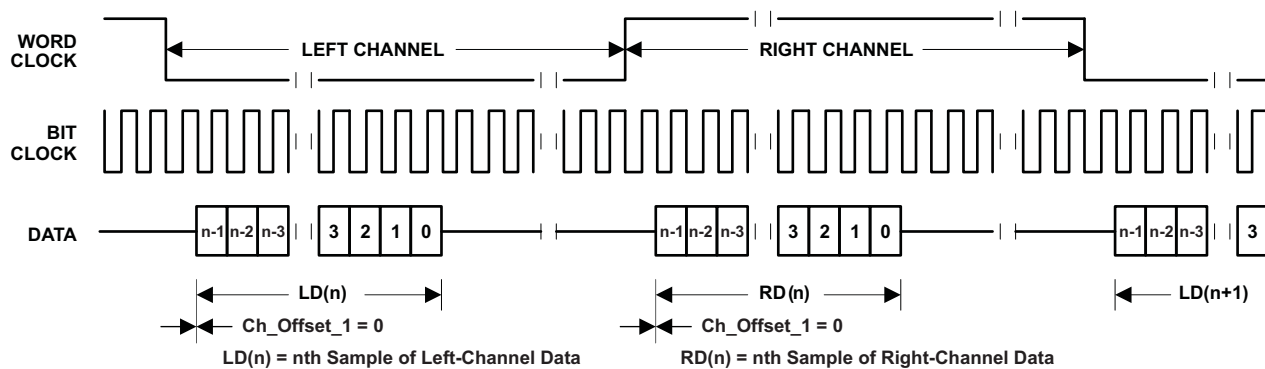 WORD
CLOCK
LEFT CHANNEL
RIGHT CHANNEL
BIT
CLOCK
DATA
n-1 n-2 n-3 3 2 1 0 n-1 n-2 n-3 3 2 1 0 n-1 n-2 n-3 3
LD(n) RD(n) LD(n+1)
Ch_Offset_1 = 0 Ch_Offset_1 = 0
LD(n) = nth Sample of Left-Channel Data RD(n) = nth Sample of Right-Channel Data